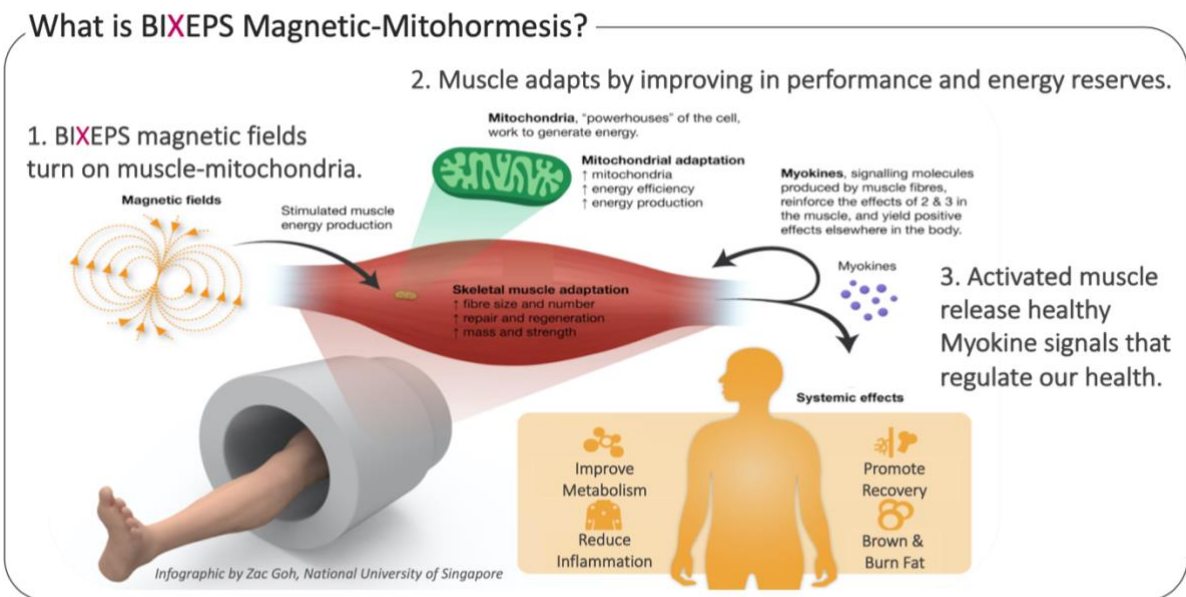 What is BIXEPS Magnetic-Mitohormesis?
2. Muscle adapts by improving in performance and energy reserves.
1. BIXEPS magnetic fields
turn on muscle-mitochondria.
Mitochondria, "powerhouses" of the cell,
work to generate energy.
Mitochondrial adaptation
↑ mitochondria
↑ energy efficiency
↑ energy production
Myokines, signalling molecules
produced by muscle fibres,
reinforce the effects of 2 & 3 in
the muscle, and yield positive
effects elsewhere in the body.
Magnetic fields
Stimulated muscle
energy production
Skeletal muscle adaptation
↑ fibre size and number
↑ repair and regeneration
↑ mass and strength
Myokines
3. Activated muscle
release healthy
Myokine signals that
regulate our health.
Systemic effects
Improve
Metabolism
Reduce
Inflammation
Promote
Recovery
Brown &
Burn Fat
Infographic by Zac Goh, National University of Singapore